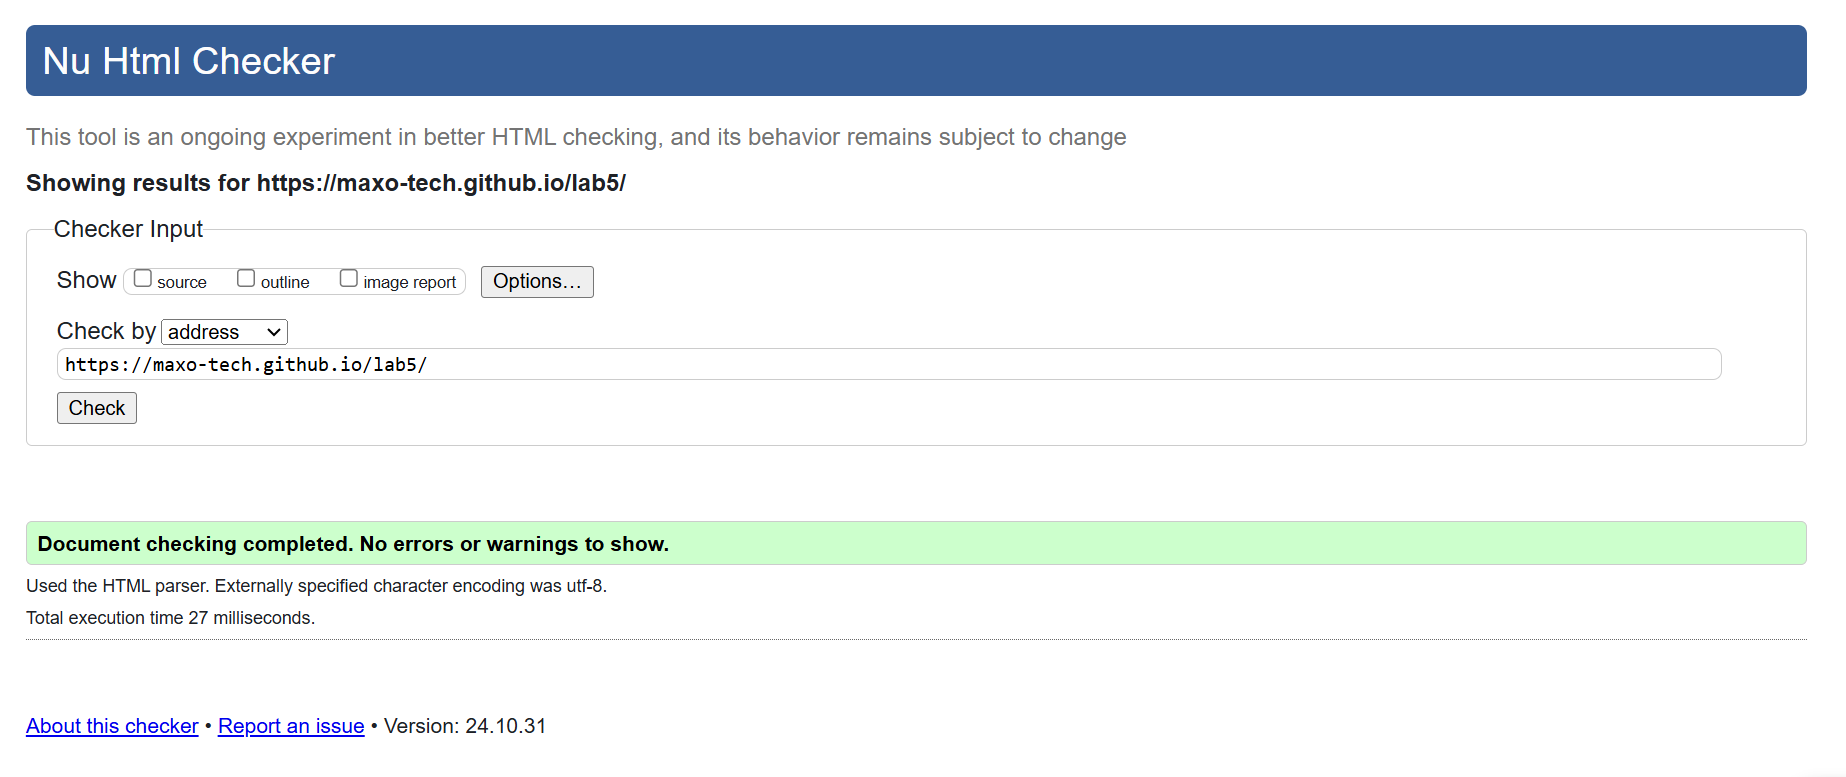 Nu Html Checker
This tool is an ongoing experiment in better HTML checking, and its behavior remains subject to change
Showing results for https://maxo-tech.github.io/lab5/
Checker Input
Show source outline image report Options...
Check by address
https://maxo-tech.github.io/lab5/
Check
Document checking completed. No errors or warnings to show.
Used the HTML parser. Externally specified character encoding was utf-8.
Total execution time 27 milliseconds.
About this checker • Report an issue • Version: 24.10.31